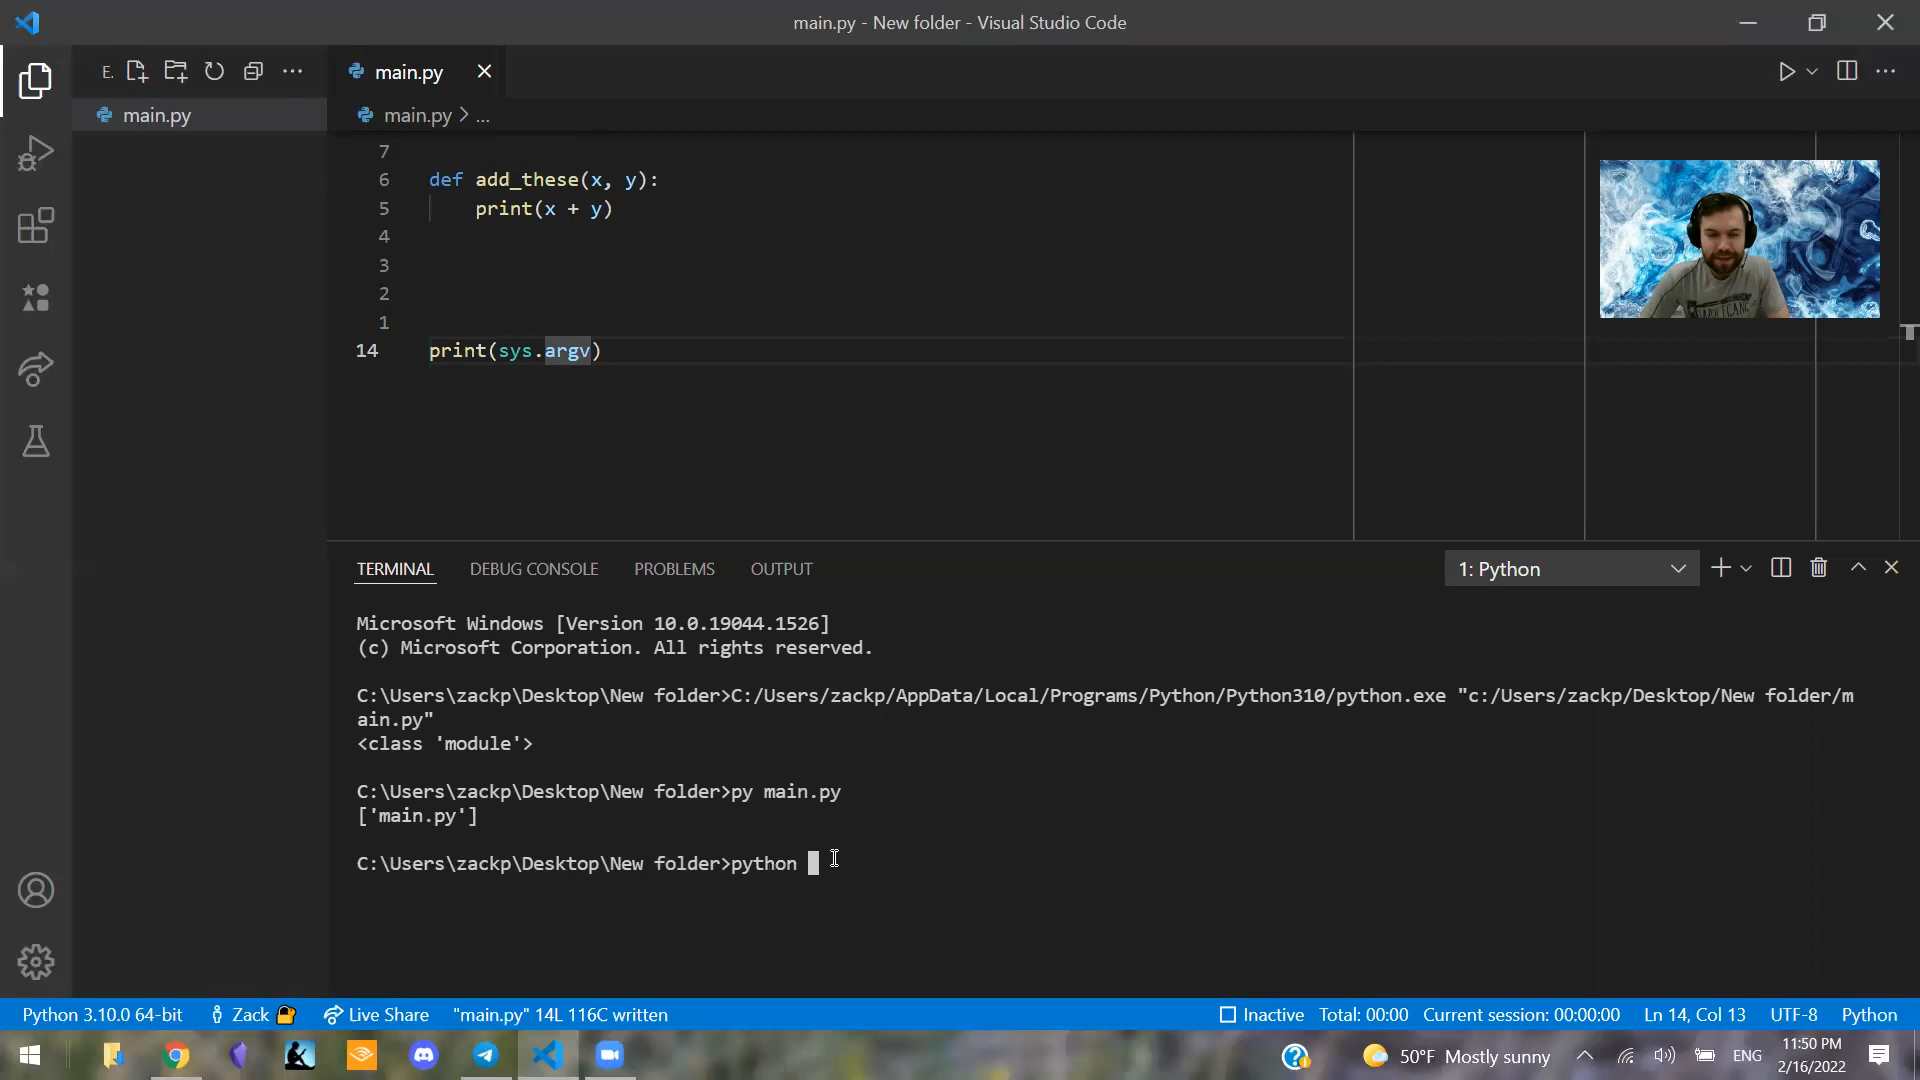 main.py - New folder - Visual Studio Code
E.
main.py
main.py
main.py > ...
7
6 def add_these(x, y):
5 print(x + y)
4
3
2
1
14 print(sys.argv)
TERMINAL DEBUG CONSOLE PROBLEMS OUTPUT
1: Python
Microsoft Windows [Version 10.0.19044.1526]
(c) Microsoft Corporation. All rights reserved.
C:\Users\zackp\Desktop\New folder>C:/Users/zackp/AppData/Local/Programs/Python/Python310/python.exe "c:/Users/zackp/Desktop/New folder/m
ain.py"
<class 'module'>
C:\Users\zackp\Desktop\New folder>py main.py
['main.py']
C:\Users\zackp\Desktop\New folder>python
Python 3.10.0 64-bit Zack Live Share "main.py" 14L 116C written Inactive Total: 00:00 Current session: 00:00:00 Ln 14, Col 13 UTF-8 Python
50°F Mostly sunny ENG
11:50 PM
2/16/2022